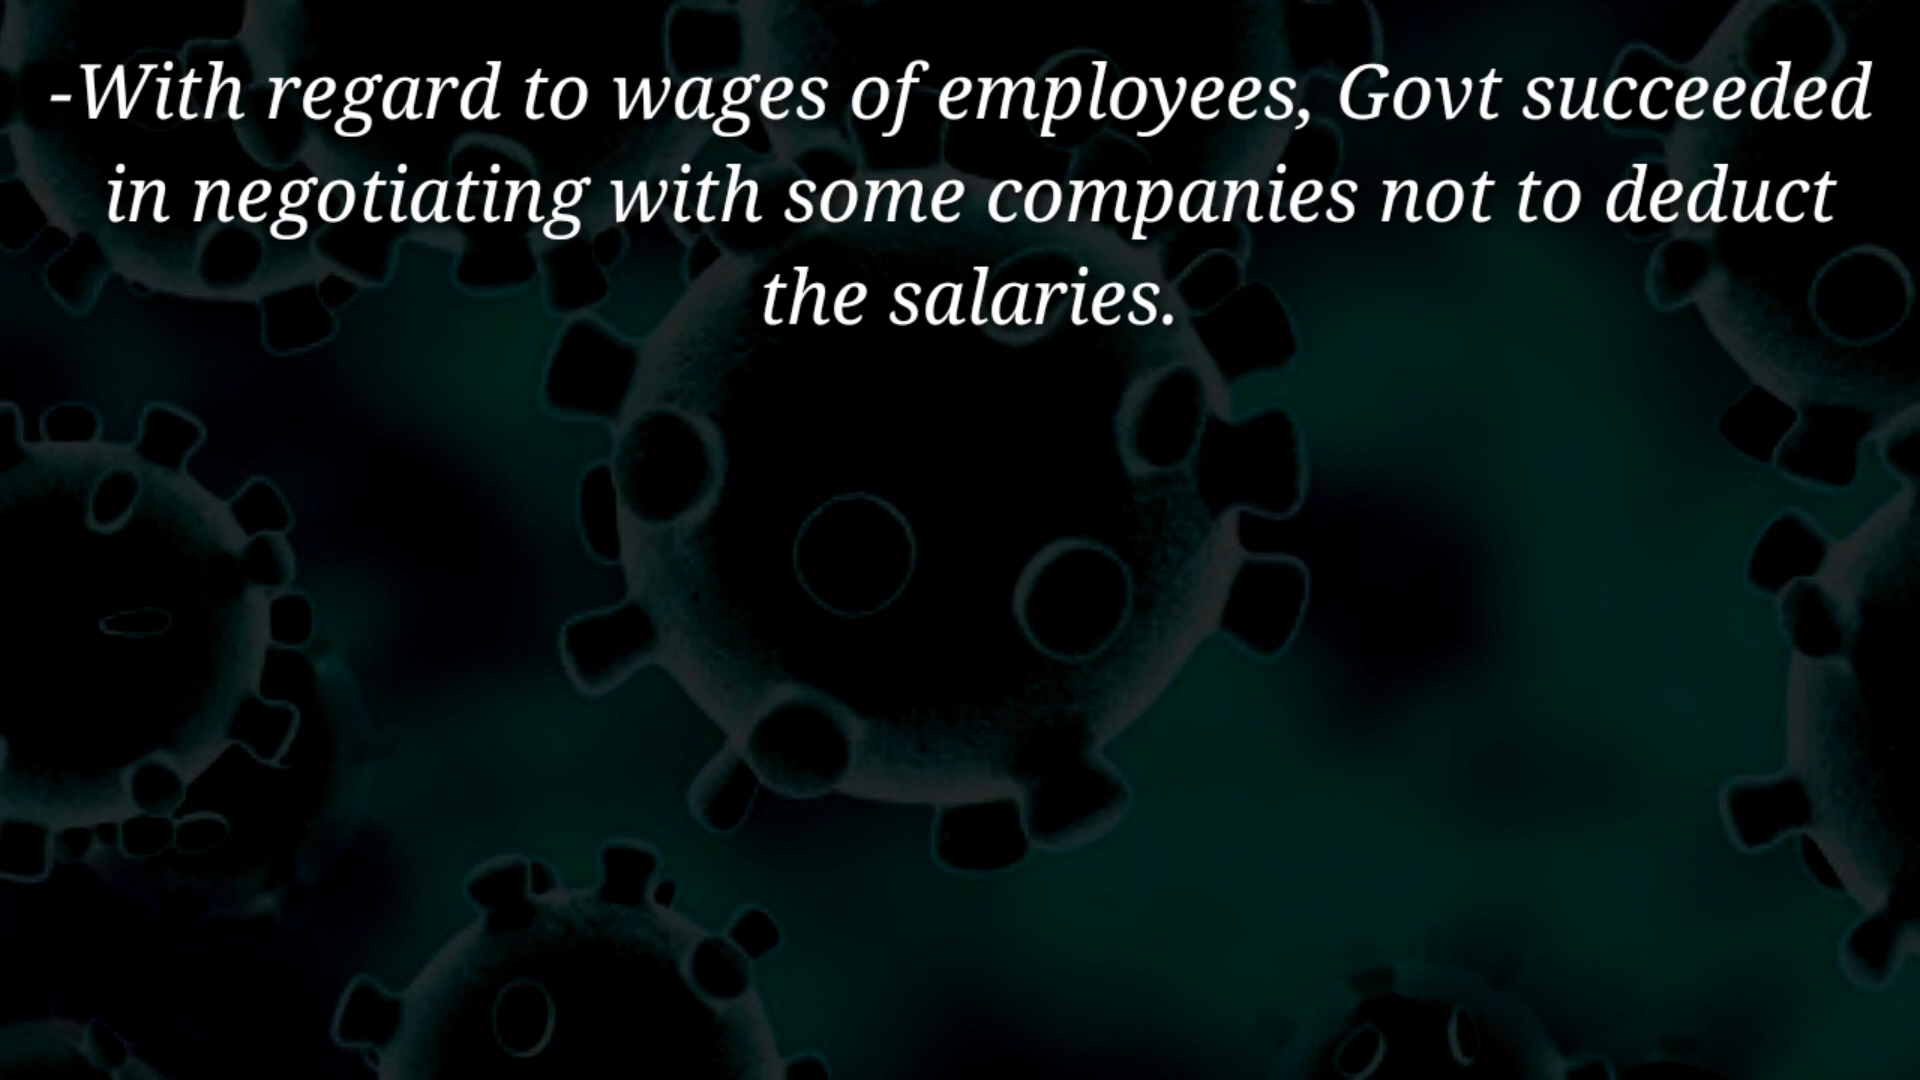 -With regard to wages of employees, Govt succeeded
in negotiating with some companies not to deduct
the salaries.